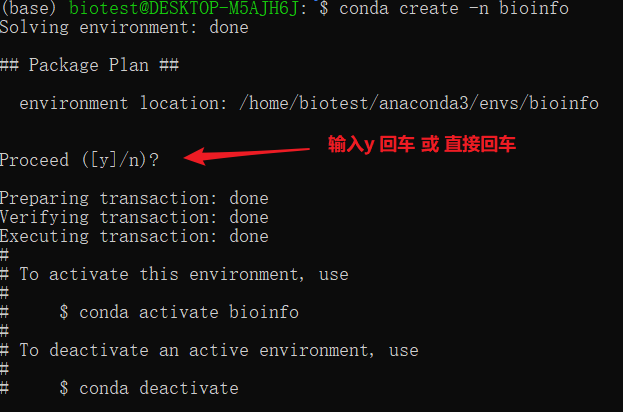 (base) biotest@DESKTOP-M5AJH6J: $ conda create -n bioinfo
Solving environment: done
## Package Plan ##
environment location: /home/biotest/anaconda3/envs/bioinfo
Proceed ([y]/n)?
输入y 回车 或 直接回车
Preparing transaction: done
Verifying transaction: done
Executing transaction: done
#
# To activate this environment, use
#
#     $ conda activate bioinfo
#
# To deactivate an active environment, use
#
#     $ conda deactivate